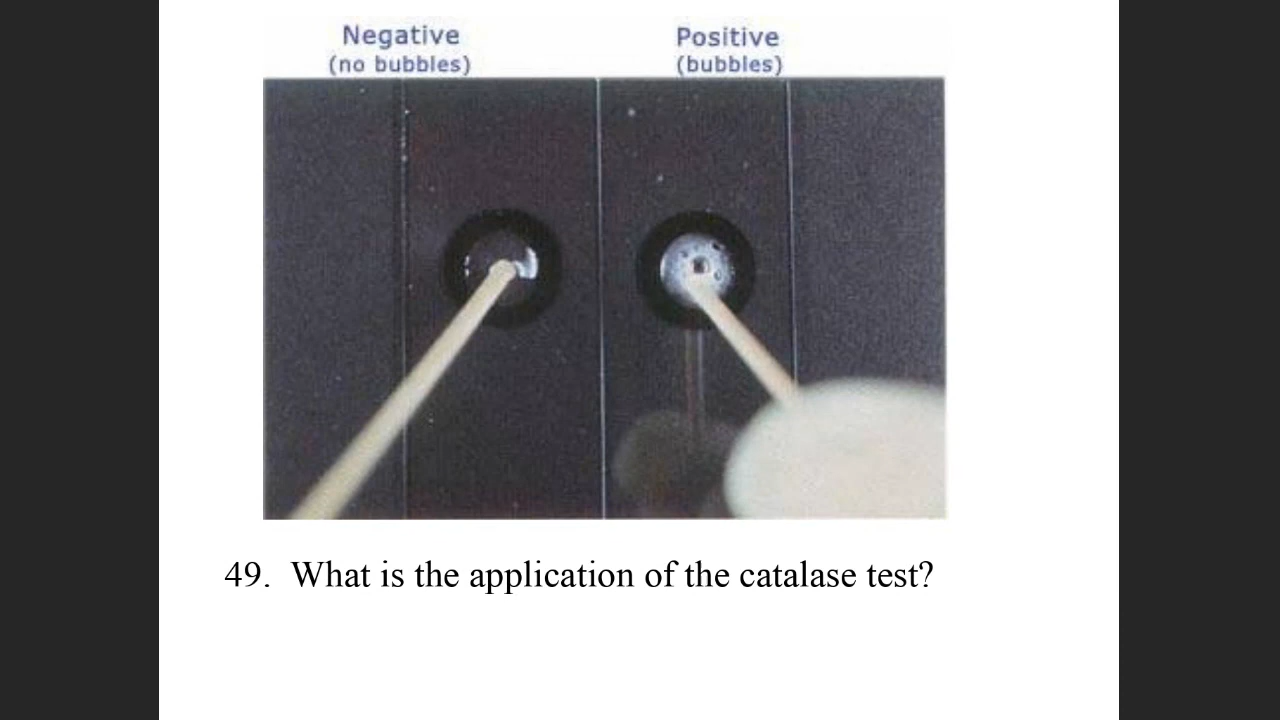 Negative
(no bubbles)
Positive
(bubbles)
49. What is the application of the catalase test?